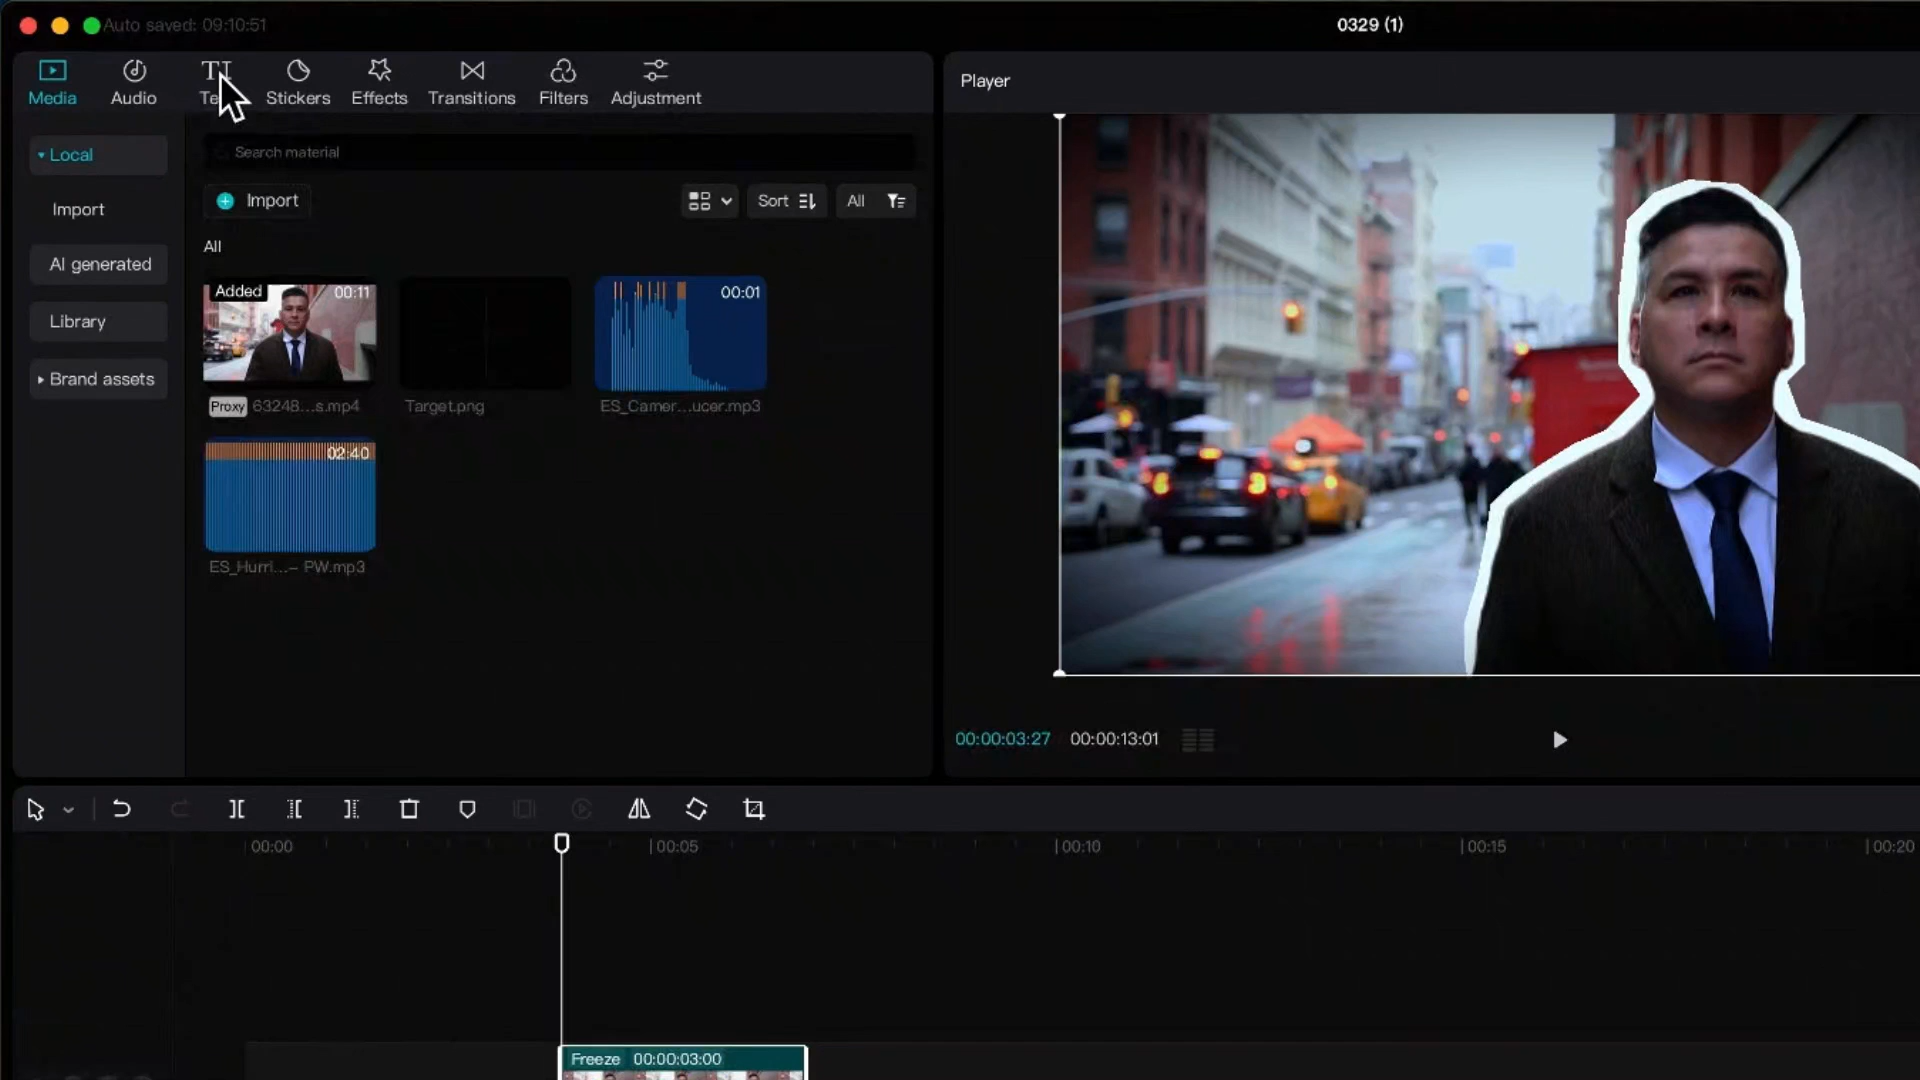 Auto saved: 09:10:51
0329 (1)
Media
Audio
Stickers
Effects
Transitions
Filters
Adjustment
Player
Local
Import
AI generated
Library
Brand assets
Search material
Import
Sort
All
All
Added
00:11
00:01
Proxy 63248...s.mp4
Target.png
ES_Camer...ucer.mp3
02:40
ES_Hurri...– PW.mp3
00:00:03:27 00:00:13:01
00:00
00:05
00:10
00:15
00:20
Freeze 00:00:03:00